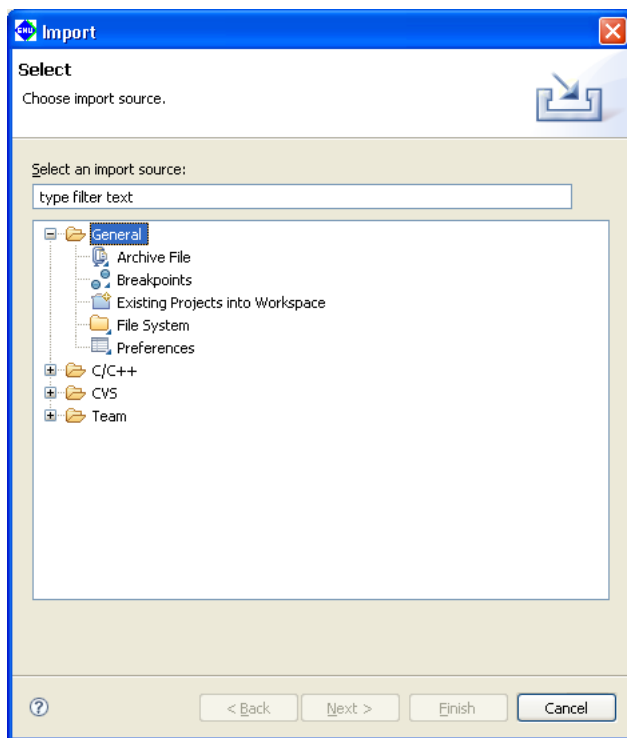 GNU Import
Select
Choose import source.
Select an import source:
type filter text
General
Archive File
Breakpoints
Existing Projects into Workspace
File System
Preferences
C/C++
CVS
Team
? < Back Next > Finish Cancel